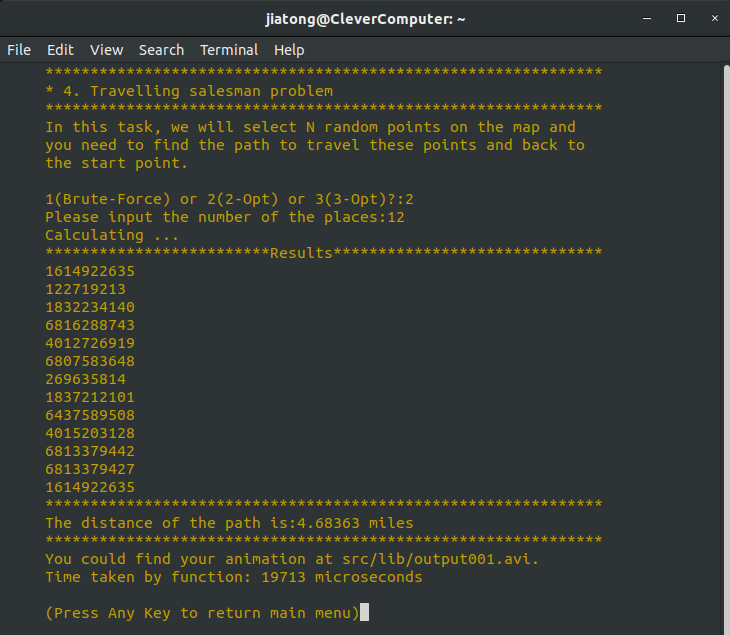 jiatong@CleverComputer: ~
File Edit View Search Terminal Help
**************************************************************
* 4. Travelling salesman problem
**************************************************************
In this task, we will select N random points on the map and
you need to find the path to travel these points and back to
the start point.
1(Brute-Force) or 2(2-Opt) or 3(3-Opt)?:2
Please input the number of the places:12
Calculating ...
*************************Results******************************
1614922635
122719213
1832234140
6816288743
4012726919
6807583648
269635814
1837212101
6437589508
4015203128
6813379442
6813379427
1614922635
**************************************************************
The distance of the path is:4.68363 miles
**************************************************************
You could find your animation at src/lib/output001.avi.
Time taken by function: 19713 microseconds
(Press Any Key to return main menu)